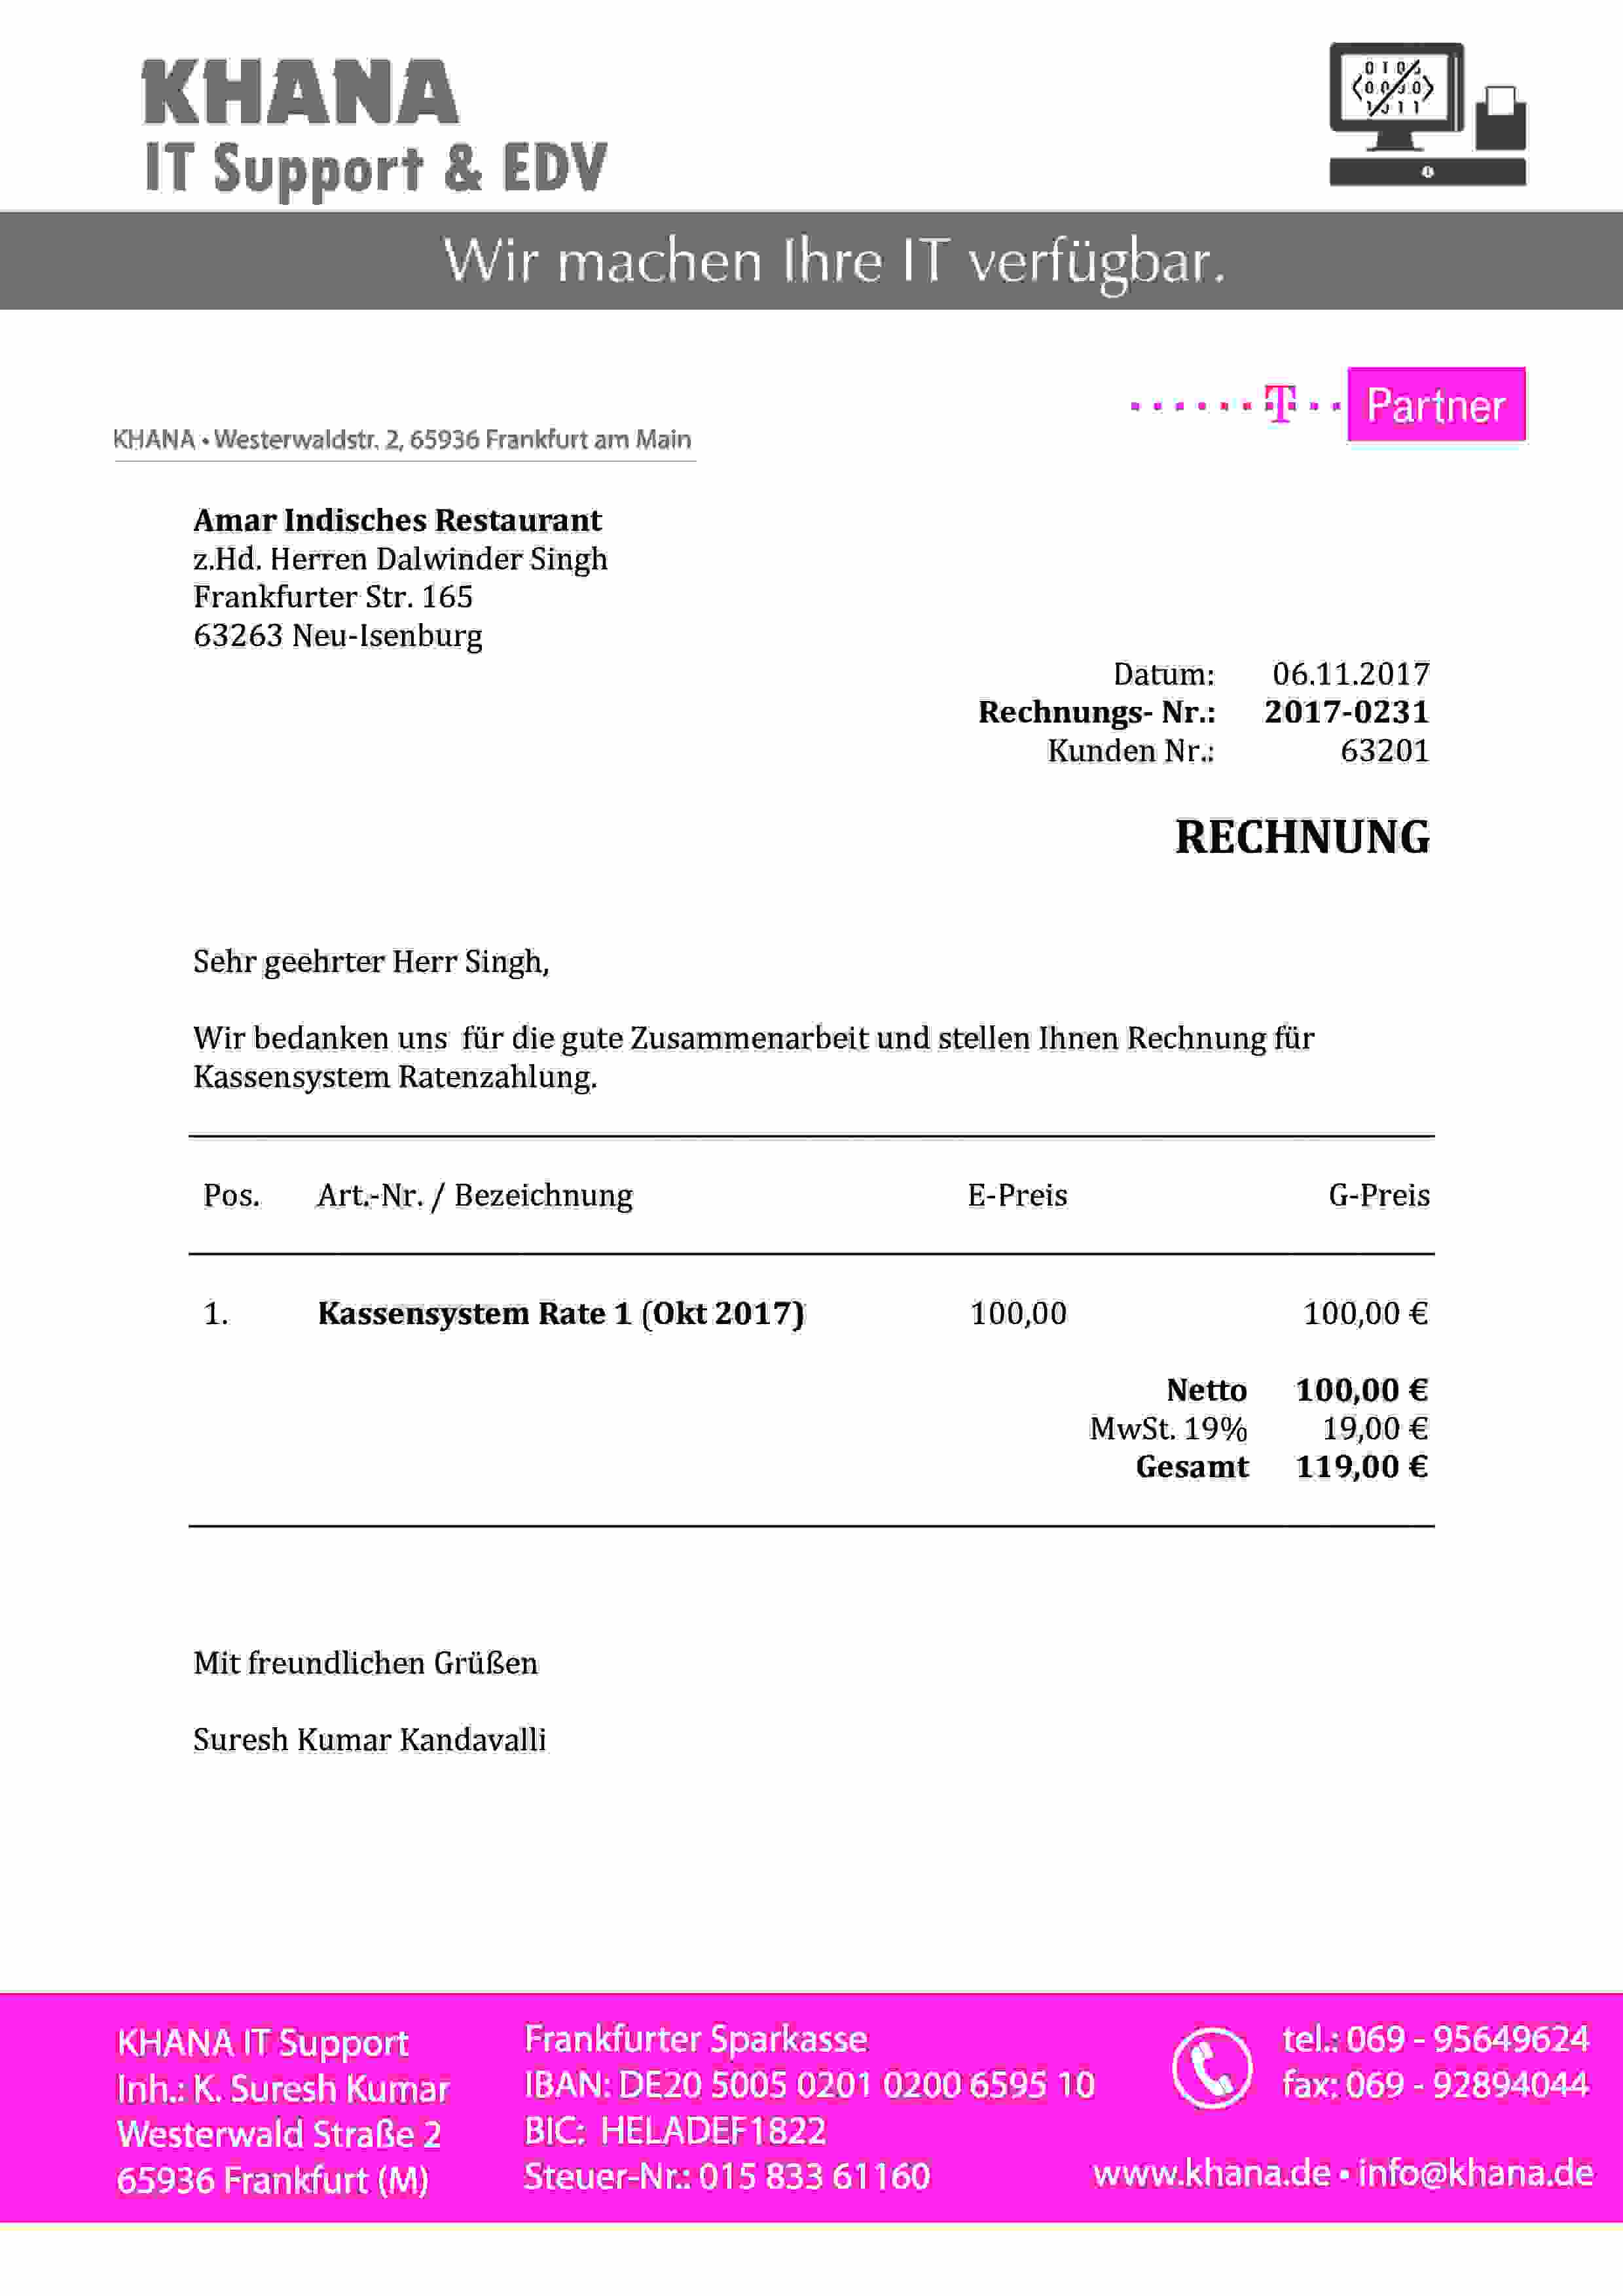 KHANA
IT Support & EDV
Wir machen Ihre IT verfügbar.
T Partner
KHANA • Westerwaldstr. 2, 65936 Frankfurt am Main
Amar Indisches Restaurant
z.Hd. Herren Dalwinder Singh
Frankfurter Str. 165
63263 Neu-Isenburg
Datum: 06.11.2017
Rechnungs- Nr.: 2017-0231
Kunden Nr.: 63201
RECHNUNG
Sehr geehrter Herr Singh,
Wir bedanken uns für die gute Zusammenarbeit und stellen Ihnen Rechnung für
Kassensystem Ratenzahlung.
Pos. Art.-Nr. / Bezeichnung E-Preis G-Preis
1. Kassensystem Rate 1 (Okt 2017) 100,00 100,00 €
Netto 100,00 €
MwSt. 19% 19,00 €
Gesamt 119,00 €
Mit freundlichen Grüßen
Suresh Kumar Kandavalli
KHANA IT Support
Inh.: K. Suresh Kumar
Westerwald Straße 2
65936 Frankfurt (M)
Frankfurter Sparkasse
IBAN: DE20 5005 0201 0200 6595 10
BIC: HELADEF1822
Steuer-Nr.: 015 833 61160
tel.: 069 - 95649624
fax: 069 - 92894044
www.khana.de • info@khana.de